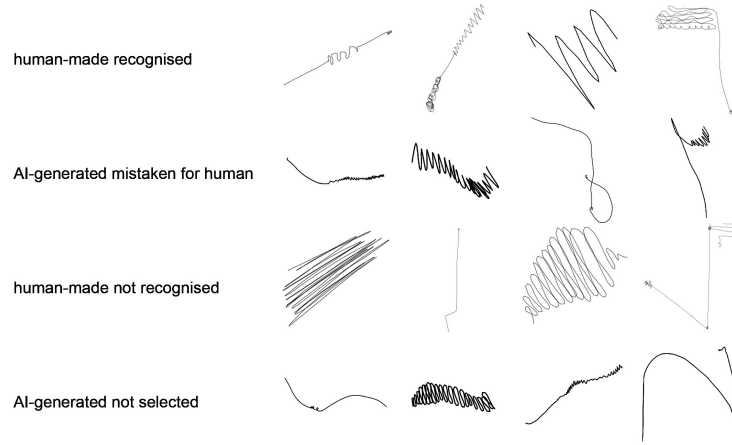 human-made recognised
AI-generated mistaken for human
human-made not recognised
AI-generated not selected